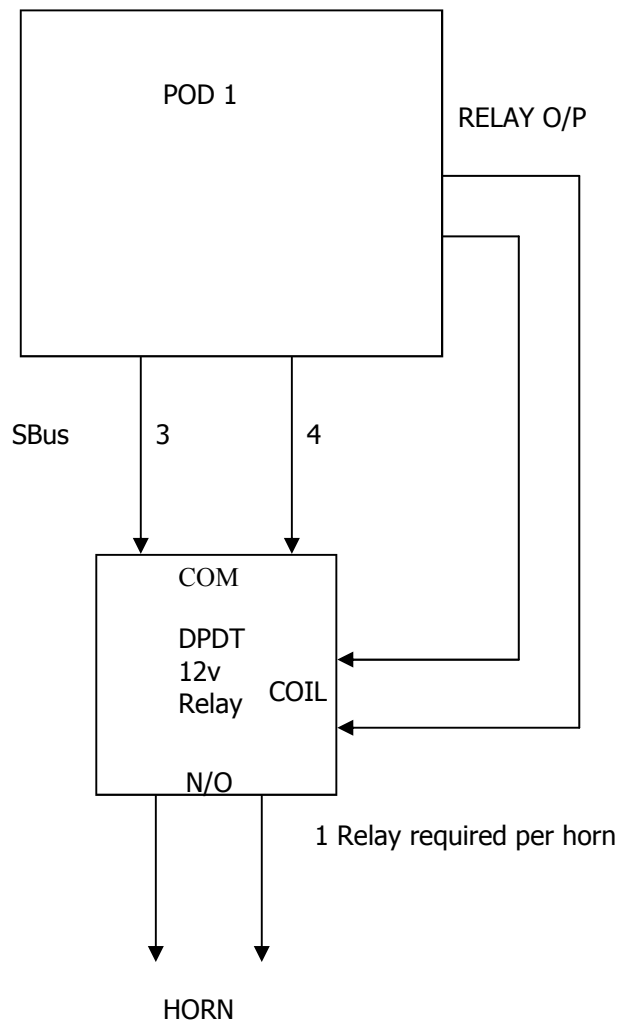 POD 1
RELAY O/P
SBus 3 4
COM
DPDT
12v
Relay
COIL
N/O
1 Relay required per horn
HORN